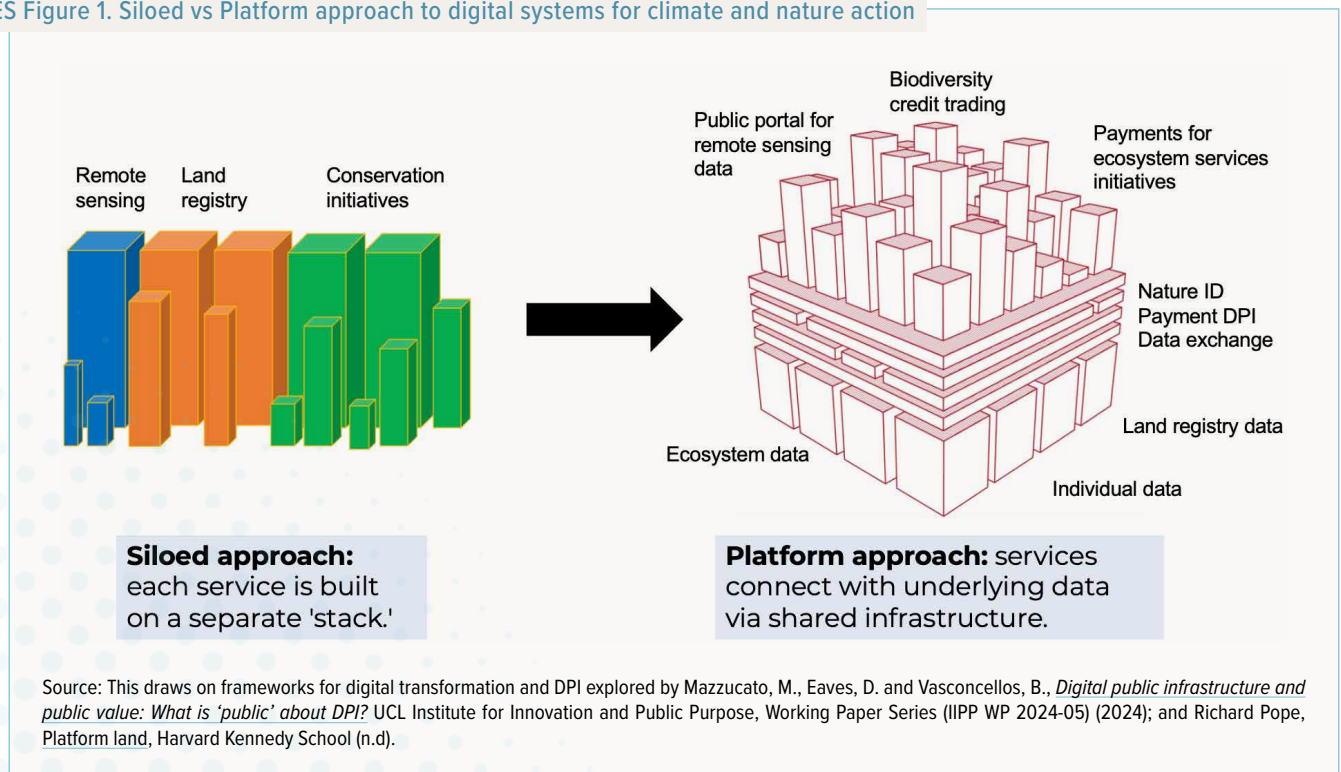 ES Figure 1. Siloed vs Platform approach to digital systems for climate and nature action
Remote
sensing
Land
registry
Conservation
initiatives
Public portal for
remote sensing
data
Biodiversity
credit trading
Payments for
ecosystem services
initiatives
Nature ID
Payment DPI
Data exchange
Ecosystem data
Land registry data
Individual data
Siloed approach:
each service is built
on a separate 'stack.'
Platform approach: services
connect with underlying data
via shared infrastructure.
Source: This draws on frameworks for digital transformation and DPI explored by Mazzucato, M., Eaves, D. and Vasconcellos, B., Digital public infrastructure and
public value: What is ‘public’ about DPI? UCL Institute for Innovation and Public Purpose, Working Paper Series (IIPP WP 2024-05) (2024); and Richard Pope,
Platform land, Harvard Kennedy School (n.d).